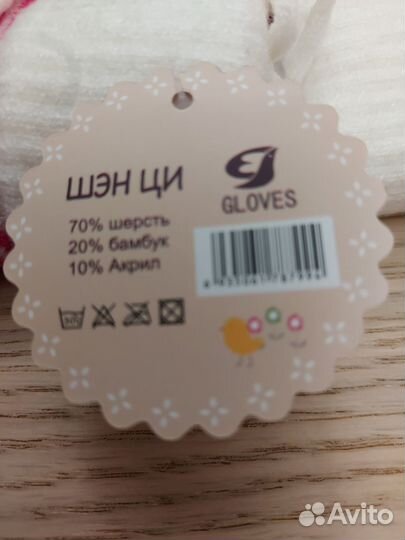 ШЭН ЦИ
GLOVES
70% шерсть
20% бамбук
10% Акрил
Avito